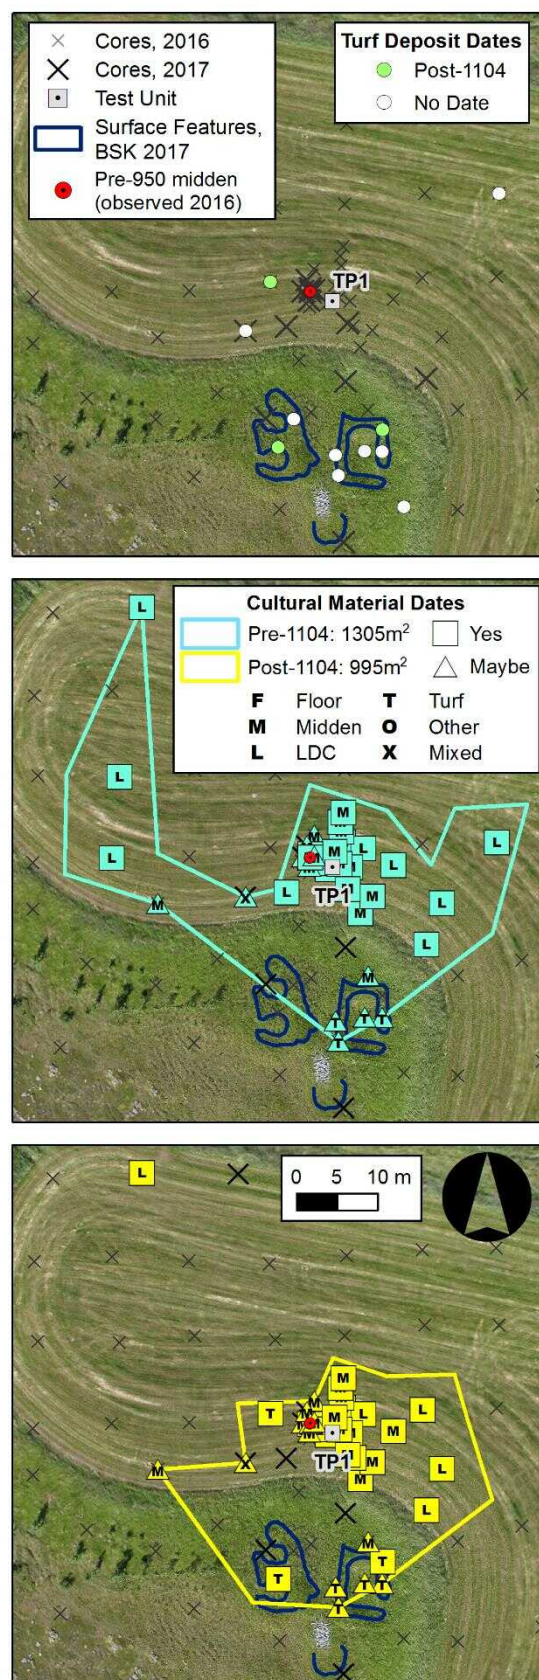 Cores, 2016
Cores, 2017
Test Unit
Surface Features,
BSK 2017
Pre-950 midden
(observed 2016)
Turf Deposit Dates
Post-1104
No Date
TP1
Cultural Material Dates
Pre-1104: 1305m² Yes
Post-1104: 995m² Maybe
F Floor T Turf
M Midden O Other
L LDC X Mixed
L
L
M
M
M
L
M
L
L
L
TP1
L
M
M
L
M
X
L
M
T
T
T
T
0 5 10 m
L
M
M
T
M
L
L
M
M
TP1
M
M
X
M
L
L
M
T
T
T
T
T
T